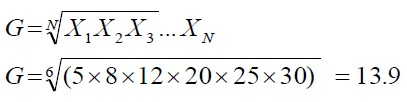 G=ᴺ√X₁X₂X₃...X_N
G=⁶√(5×8×12×20×25×30) =13.9